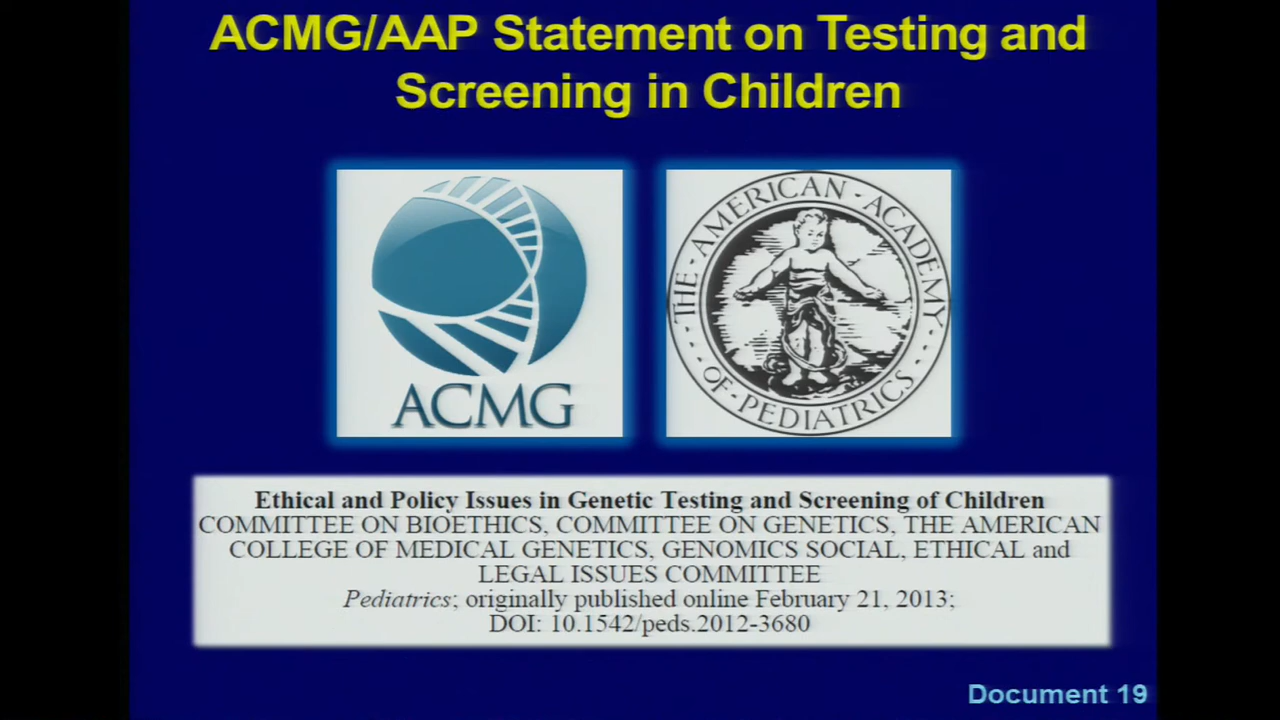 ACMG/AAP Statement on Testing and
Screening in Children
ACMG
THE · AMERICAN · ACADEMY
· · · OF · PEDIATRICS · · ·
Ethical and Policy Issues in Genetic Testing and Screening of Children
COMMITTEE ON BIOETHICS, COMMITTEE ON GENETICS, THE AMERICAN
COLLEGE OF MEDICAL GENETICS, GENOMICS SOCIAL, ETHICAL and
LEGAL ISSUES COMMITTEE
Pediatrics; originally published online February 21, 2013;
DOI: 10.1542/peds.2012-3680
Document 19